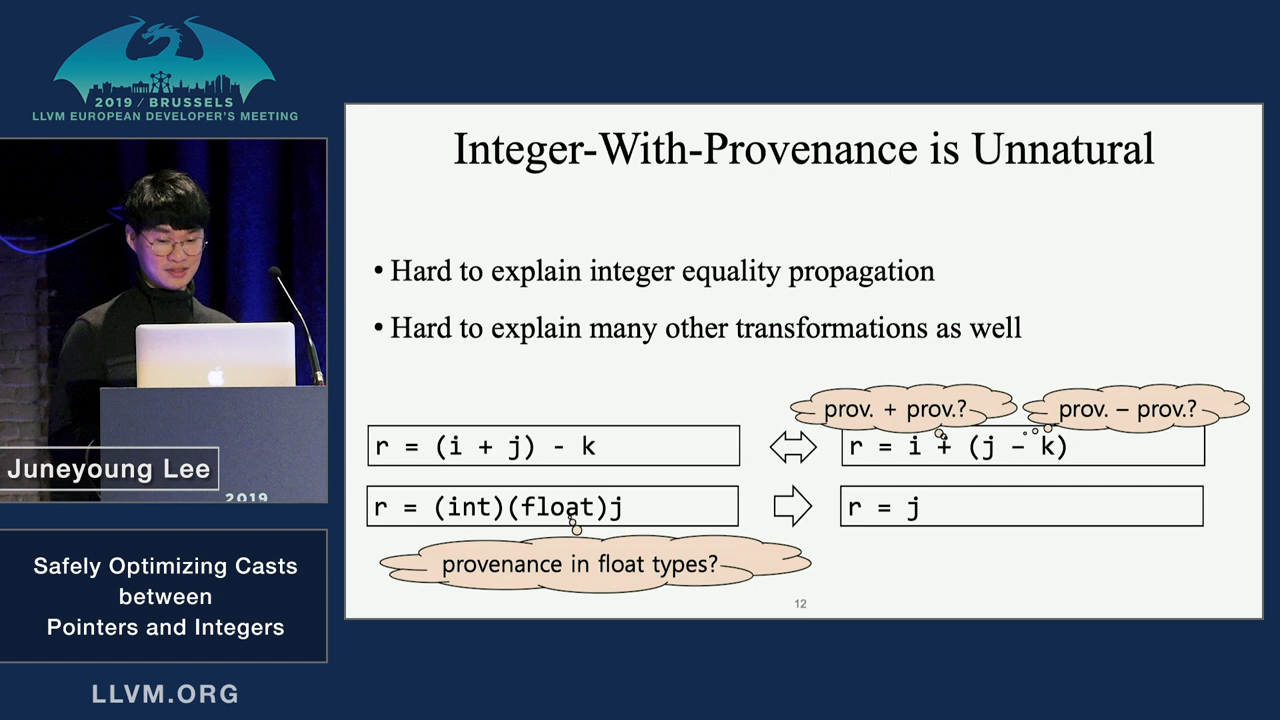 2019 / BRUSSELS
LLVM EUROPEAN DEVELOPER'S MEETING
Juneyoung Lee
2019
Safely Optimizing Casts
between
Pointers and Integers
LLVM.ORG
Integer-With-Provenance is Unnatural
• Hard to explain integer equality propagation
• Hard to explain many other transformations as well
prov. + prov.?
prov. – prov.?
r = (i + j) - k
r = i + (j - k)
r = (int)(float)j
r = j
provenance in float types?
12